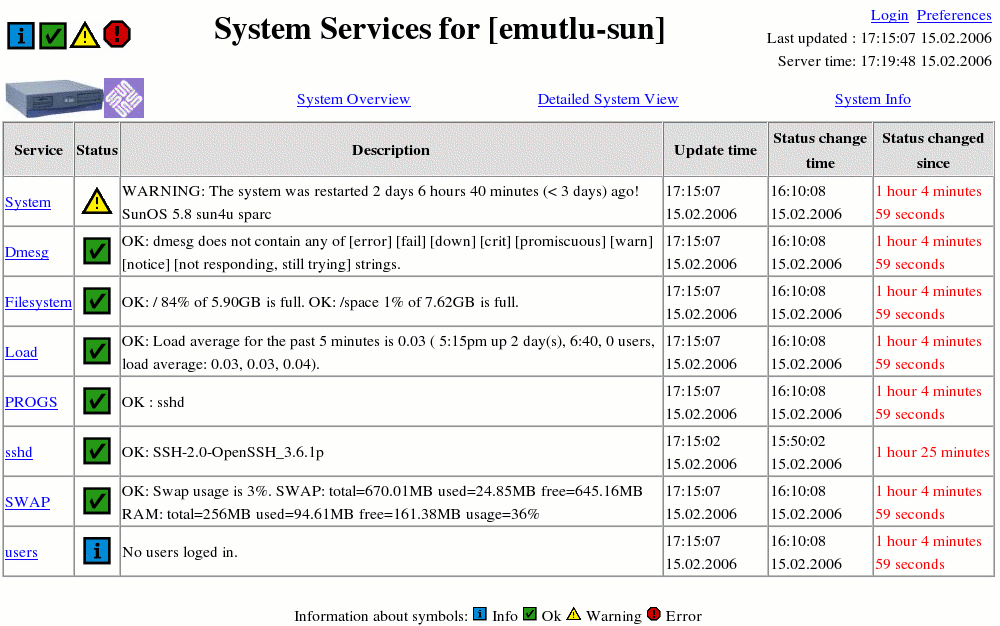 System Services for [emutlu-sun]
Login Preferences
Last updated : 17:15:07 15.02.2006
Server time: 17:19:48 15.02.2006
System Overview Detailed System View System Info
Service Status Description Update time Status change time Status changed since
System WARNING: The system was restarted 2 days 6 hours 40 minutes (< 3 days) ago! 17:15:07 16:10:08 1 hour 4 minutes
SunOS 5.8 sun4u sparc 15.02.2006 15.02.2006 59 seconds
Dmesg OK: dmesg does not contain any of [error] [fail] [down] [crit] [promiscuous] [warn] 17:15:07 16:10:08 1 hour 4 minutes
[notice] [not responding, still trying] strings. 15.02.2006 15.02.2006 59 seconds
Filesystem OK: / 84% of 5.90GB is full. OK: /space 1% of 7.62GB is full. 17:15:07 16:10:08 1 hour 4 minutes
15.02.2006 15.02.2006 59 seconds
Load OK: Load average for the past 5 minutes is 0.03 ( 5:15pm up 2 day(s), 6:40, 0 users, 17:15:07 16:10:08 1 hour 4 minutes
load average: 0.03, 0.03, 0.04). 15.02.2006 15.02.2006 59 seconds
PROGS OK : sshd 17:15:07 16:10:08 1 hour 4 minutes
15.02.2006 15.02.2006 59 seconds
sshd OK: SSH-2.0-OpenSSH_3.6.1p 17:15:02 15:50:02 1 hour 25 minutes
15.02.2006 15.02.2006
SWAP OK: Swap usage is 3%. SWAP: total=670.01MB used=24.85MB free=645.16MB 17:15:07 16:10:08 1 hour 4 minutes
RAM: total=256MB used=94.61MB free=161.38MB usage=36% 15.02.2006 15.02.2006 59 seconds
users No users loged in. 17:15:07 16:10:08 1 hour 4 minutes
15.02.2006 15.02.2006 59 seconds
Information about symbols: Info Ok Warning Error